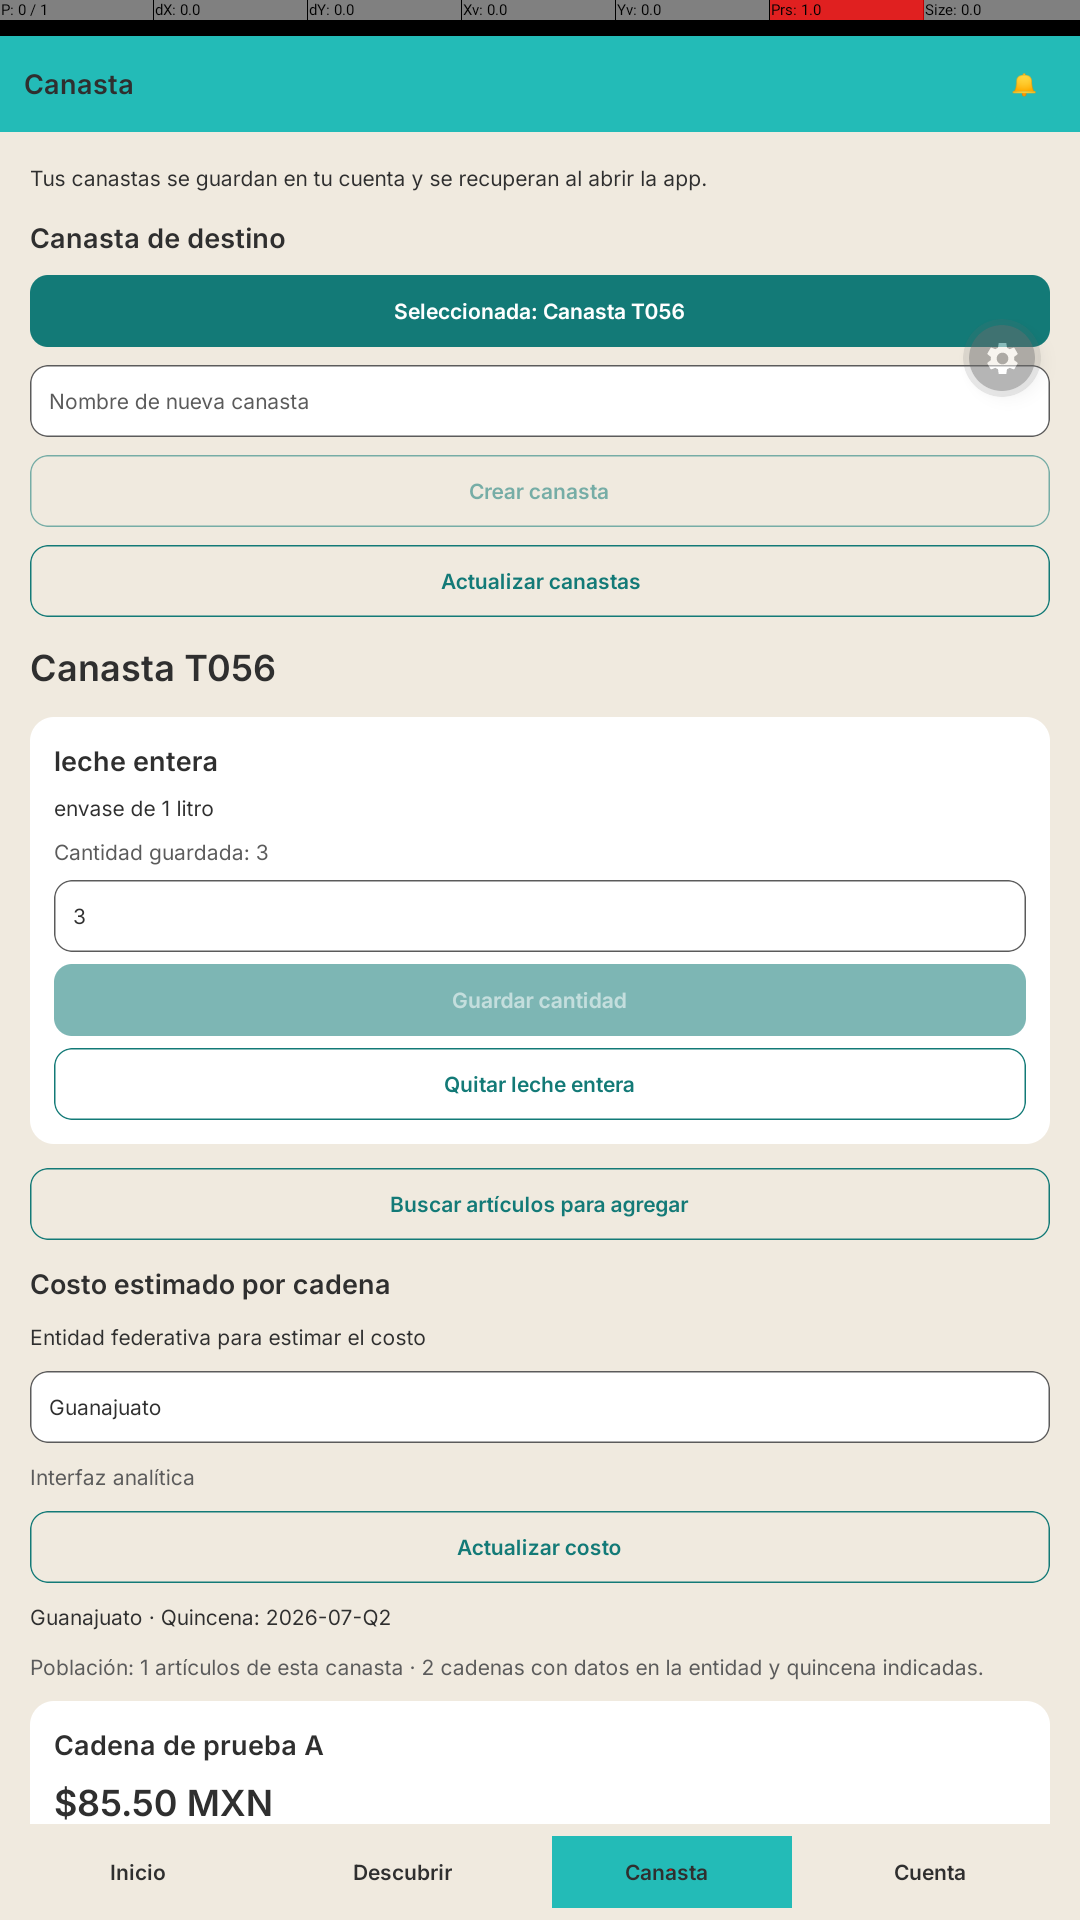 P: 0 / 1 dX: 0.0 dY: 0.0 Xv: 0.0 Yv: 0.0 Prs: 1.0 Size: 0.0
Canasta
Tus canastas se guardan en tu cuenta y se recuperan al abrir la app.
Canasta de destino
Seleccionada: Canasta T056
Nombre de nueva canasta
Crear canasta
Actualizar canastas
Canasta T056
leche entera
envase de 1 litro
Cantidad guardada: 3
3
Guardar cantidad
Quitar leche entera
Buscar artículos para agregar
Costo estimado por cadena
Entidad federativa para estimar el costo
Guanajuato
Interfaz analítica
Actualizar costo
Guanajuato · Quincena: 2026-07-Q2
Población: 1 artículos de esta canasta · 2 cadenas con datos en la entidad y quincena indicadas.
Cadena de prueba A
$85.50 MXN
Inicio Descubrir Canasta Cuenta